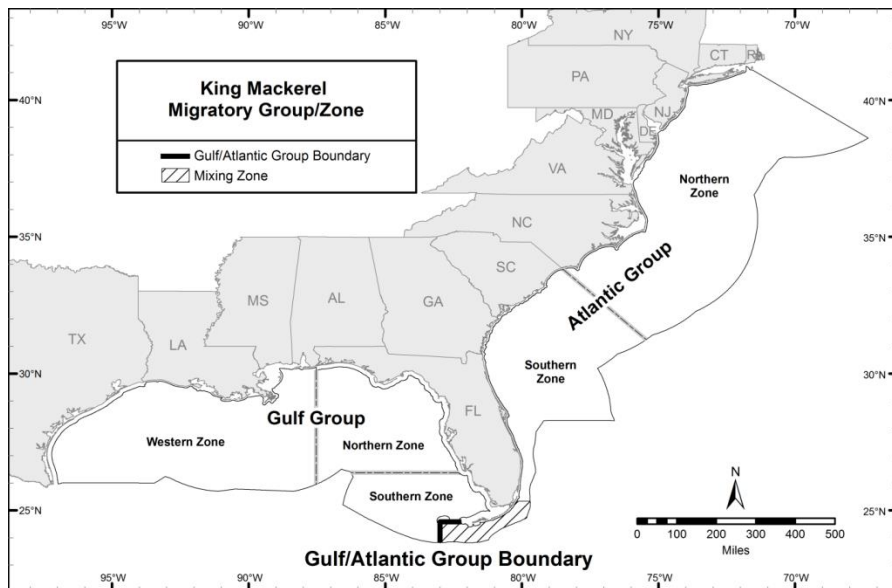 95°W 90°W 85°W 80°W 75°W 70°W
King Mackerel
Migratory Group/Zone
Gulf/Atlantic Group Boundary
Mixing Zone
NY
CT
RI
PA
40°N
40°N
NJ
MD
DE
VA
Northern
Zone
NC
35°N
35°N
Atlantic Group
SC
MS
AL
GA
TX
LA
30°N
30°N
Southern
Zone
FL
Gulf Group
Western Zone
Northern Zone
Southern Zone
N
25°N
25°N
0 100 200 300 400 500
Miles
Gulf/Atlantic Group Boundary
95°W 90°W 85°W 80°W 75°W 70°W